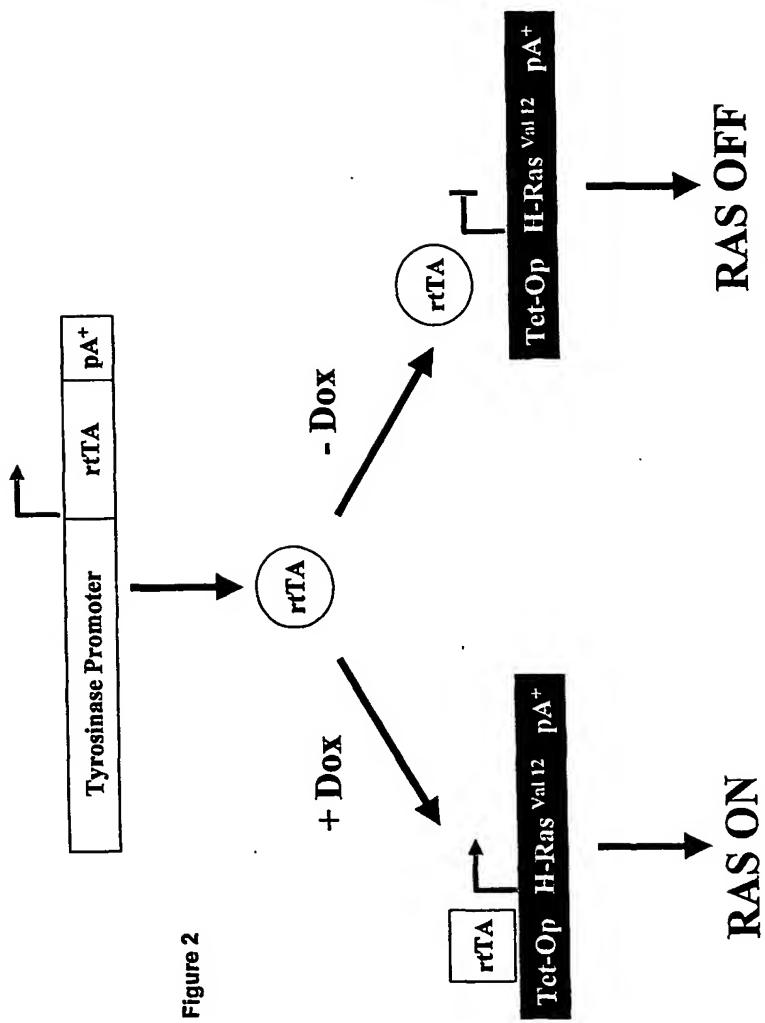 Figure 2
Tyrosinase Promoter rtTA pA+
rtTA
+ Dox
- Dox
rtTA
Tet-Op H-Ras Val 12 pA+
RAS ON
rtTA
Tet-Op H-Ras Val 12 pA+
RAS OFF